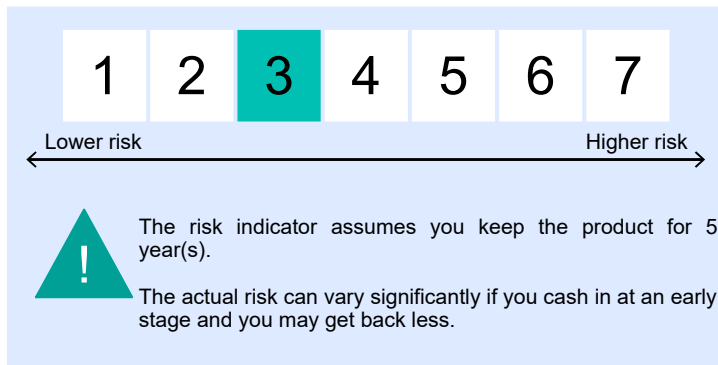 1 2 3 4 5 6 7
Lower risk Higher risk
!
The risk indicator assumes you keep the product for 5
year(s).
The actual risk can vary significantly if you cash in at an early
stage and you may get back less.